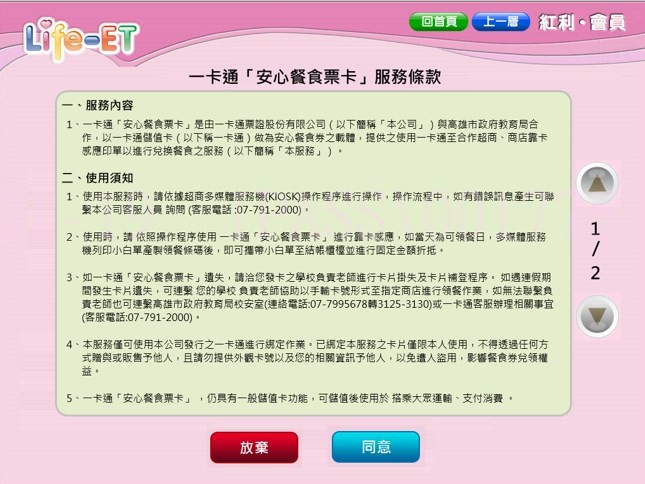 Life-ET
回首頁
上一層
紅利·會員
一卡通「安心餐食票卡」服務條款
一、服務內容
1、一卡通「安心餐食票卡」是由一卡通票證股份有限公司（以下簡稱「本公司」）與高雄市政府教育局合
作，以一卡通儲值卡（以下稱一卡通）做為安心餐食券之載體，提供之使用一卡通至合作超商、商店靠卡
感應印單以進行兌換餐食之服務（以下簡稱「本服務」）。
二、使用須知
1、使用本服務時，請依據超商多媒體服務機(KIOSK)操作程序進行操作，操作流程中，如有錯誤訊息產生可聯
繫本公司客服人員 詢問 (客服電話 :07-791-2000)。
2、使用時，請 依照操作程序使用 一卡通「安心餐食票卡」 進行靠卡感應，如當天為可領餐日，多媒體服務
機列印小白單產製領餐條碼後，即可攜帶小白單至結帳櫃檯並進行固定金額折抵。
3、如一卡通「安心餐食票卡」遺失，請洽您發卡之學校負責老師進行卡片掛失及卡片補登程序。 如遇連假期
間發生卡片遺失，可連繫 您的學校 負責老師協助以手輸卡號形式至指定商店進行領餐作業，如無法聯繫負
責老師也可連繫高雄市政府教育局校安室(連絡電話:07-7995678轉3125-3130)或一卡通客服辦理相關事宜
(客服電話:07-791-2000)。
4、本服務僅可使用本公司發行之一卡通進行綁定作業。已綁定本服務之卡片僅限本人使用，不得透過任何方
式贈與或販售予他人，且請勿提供外觀卡號以及您的相關資訊予他人，以免遭人盜用，影響餐食券兌領權
益。
5、一卡通「安心餐食票卡」 ，仍具有一般儲值卡功能，可儲值後使用於 搭乘大眾運輸、支付消費 。
1
/
2
放棄
同意